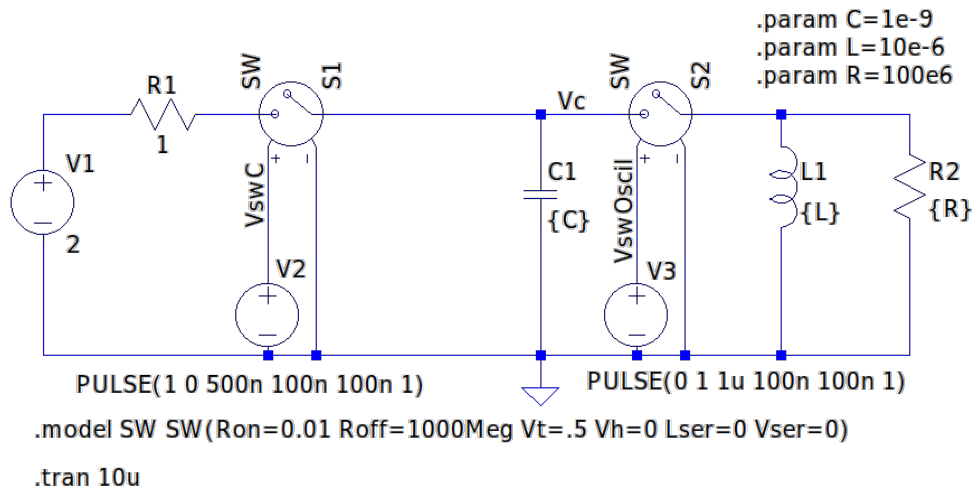 .param C=1e-9
.param L=10e-6
.param R=100e6
SW
S1
SW
S2
R1
1
Vc
V1
+
2
+
VswC
C1
{C}
+
VswOscil
L1
{L}
R2
{R}
V2
+
V3
+
PULSE(1 0 500n 100n 100n 1)
PULSE(0 1 1u 100n 100n 1)
.model SW SW(Ron=0.01 Roff=1000Meg Vt=.5 Vh=0 Lser=0 Vser=0)
.tran 10u